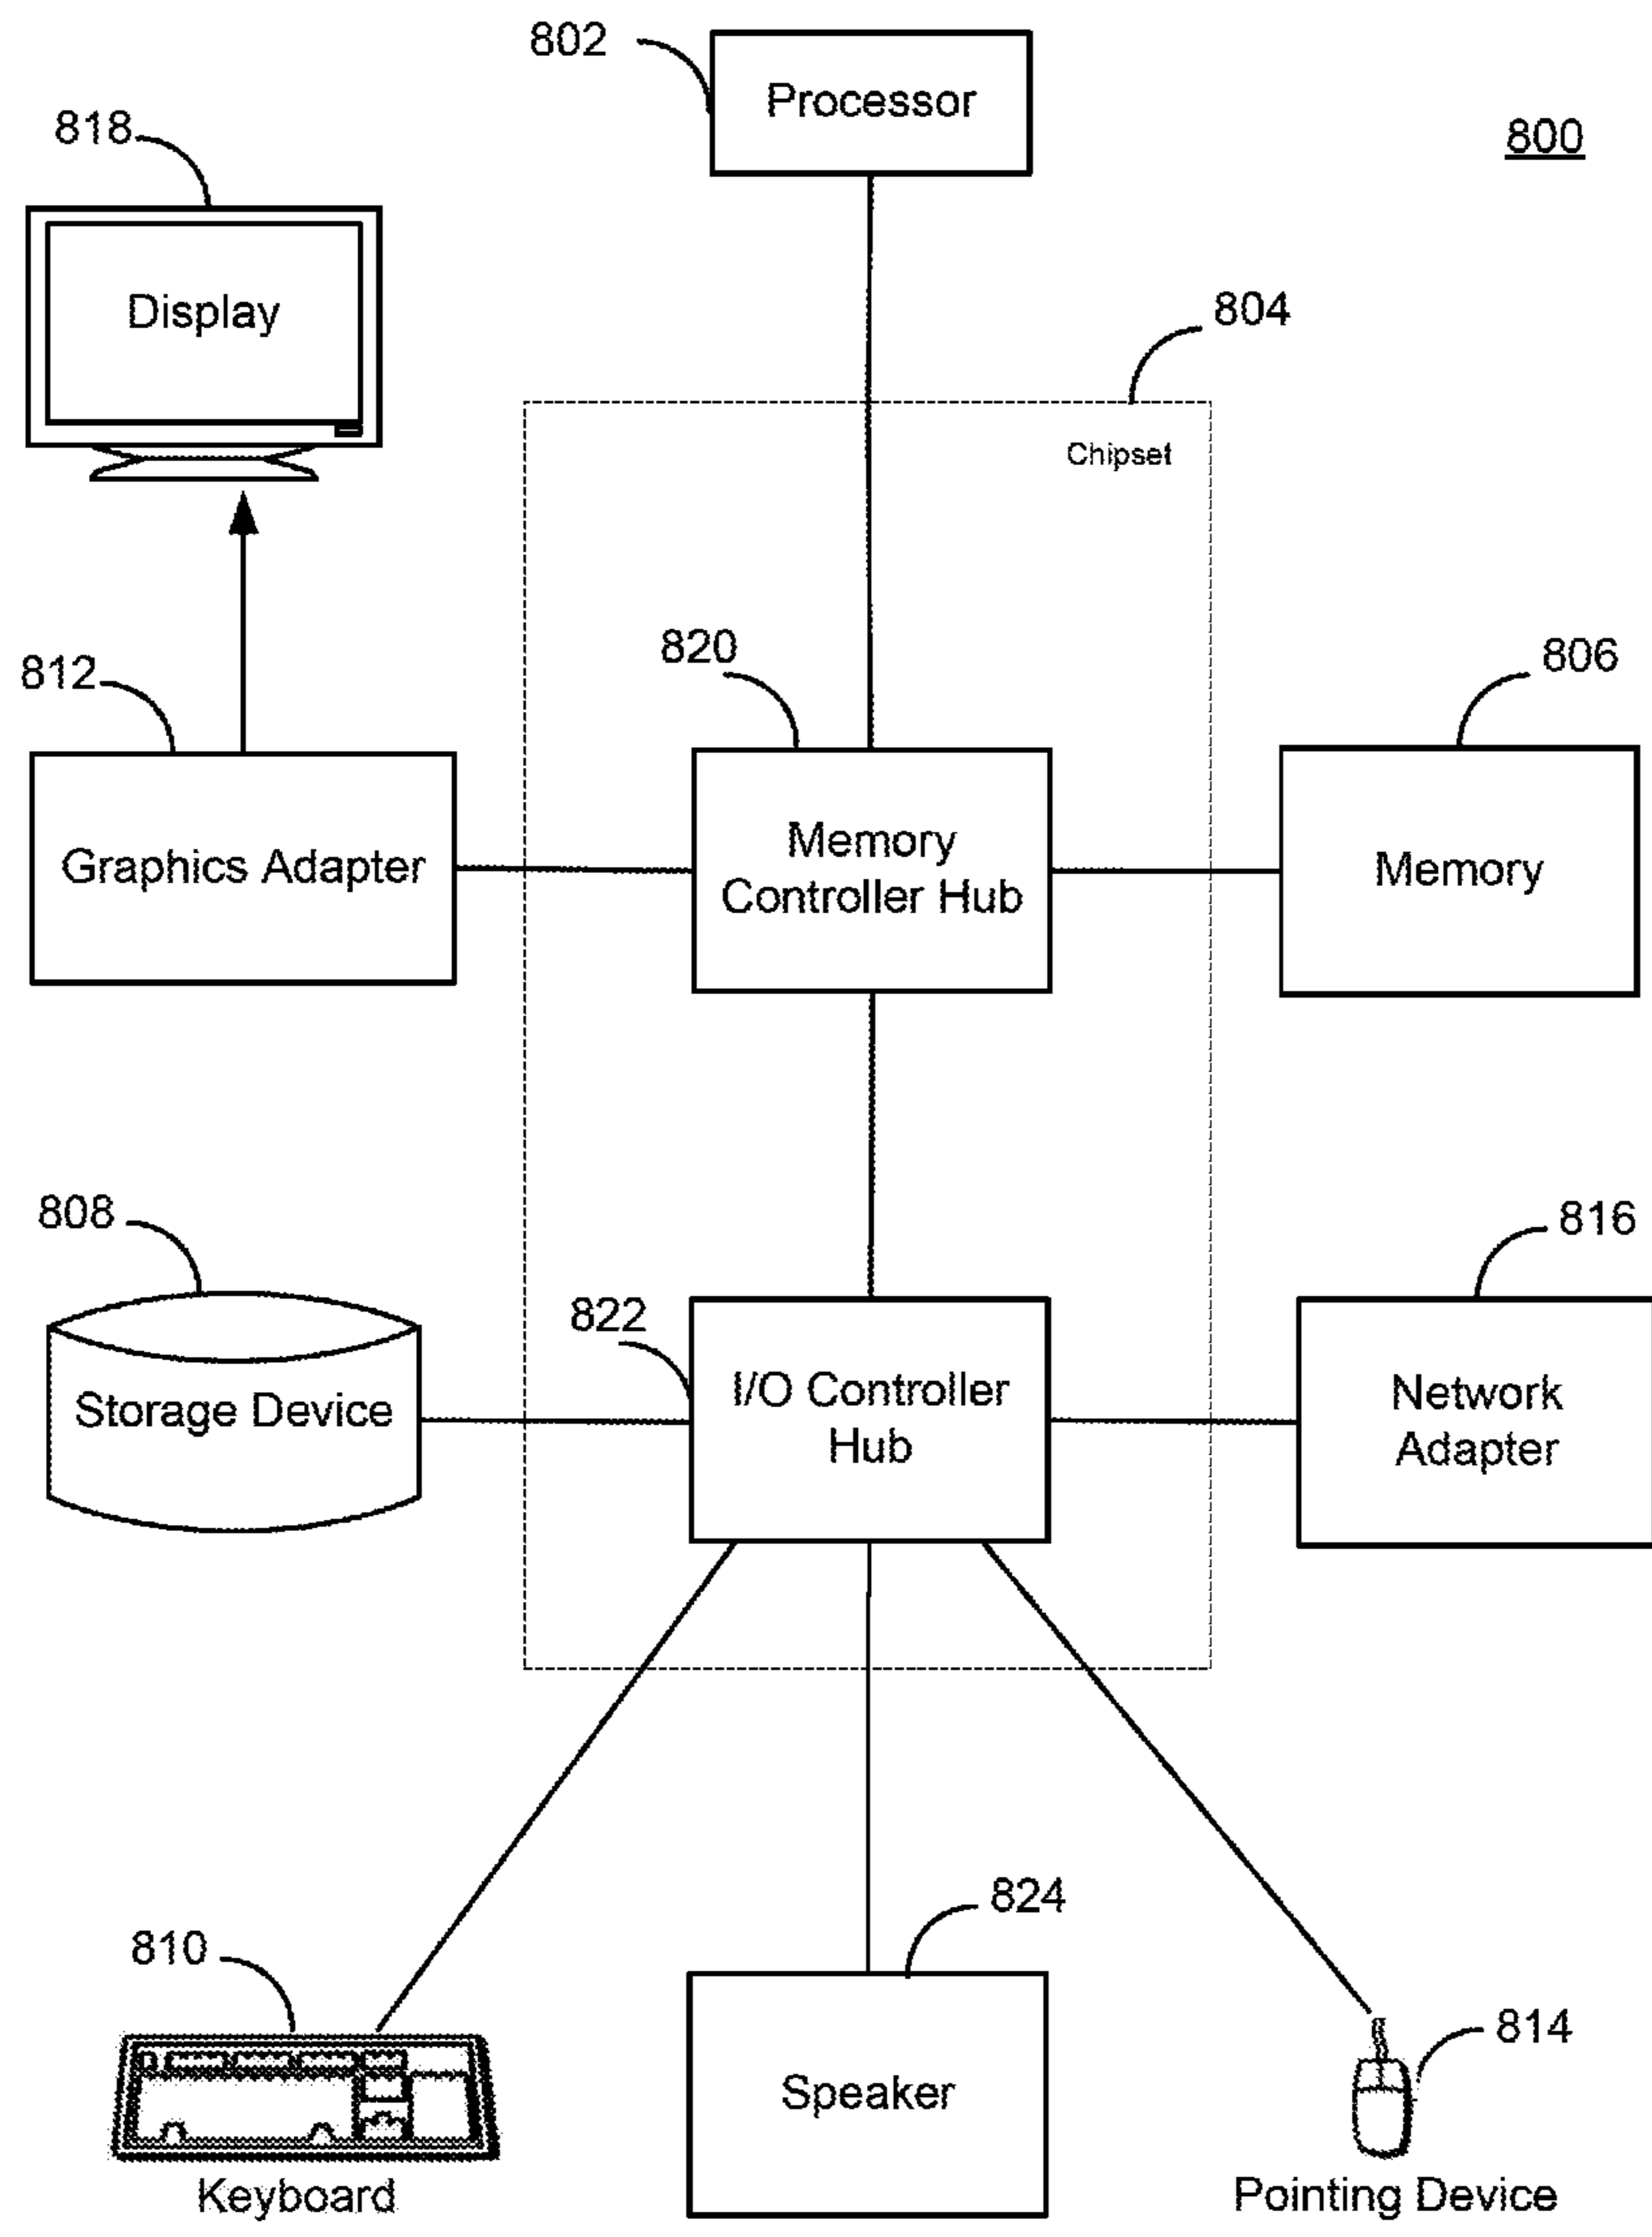 802
Processor
800
818
Display
804
Chipset
820
806
812
Graphics Adapter
Memory
Controller Hub
Memory
808
816
822
Storage Device
I/O Controller
Hub
Network
Adapter
824
810
814
Speaker
Keyboard
Pointing Device